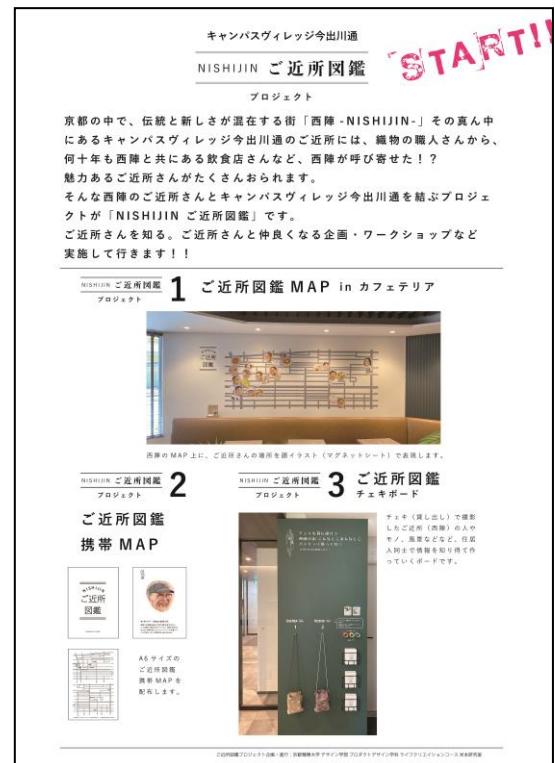 キャンパスヴィレッジ今出川通
START!!
NISHIJIN ご近所図鑑
プロジェクト
京都の中で、伝統と新しさが混在する街「西陣 -NISHIJIN-」その真ん中
にあるキャンパスヴィレッジ今出川通のご近所には、織物の職人さんから、
何十年も西陣と共にある飲食店さんなど、西陣が呼び寄せた！？
魅力あるご近所さんがたくさんおられます。
そんな西陣のご近所さんとキャンパスヴィレッジ今出川通を結ぶプロジェ
クトが「NISHIJIN ご近所図鑑」です。
ご近所さんを知る。ご近所さんと仲良くなる企画・ワークショップなど
実施して行きます！！
NISHIJIN ご近所図鑑
プロジェクト
1
ご近所図鑑 MAP in カフェテリア
ご近所
図鑑
西陣のMAP上に、ご近所さんの場所を顔イラスト（マグネットシート）で表現します。
NISHIJIN ご近所図鑑
プロジェクト
2
ご近所図鑑
携帯 MAP
NISHIJIN
ご近所
図鑑
A6サイズの
ご近所図鑑
携帯MAPを
配布します。
NISHIJIN ご近所図鑑
プロジェクト
3
ご近所図鑑
チェキボード
チェキ（貸し出し）で撮影
したご近所（西陣）の人や
モノ、風景などなど、住居
人同士で情報を知り得て作
っていくボードです。